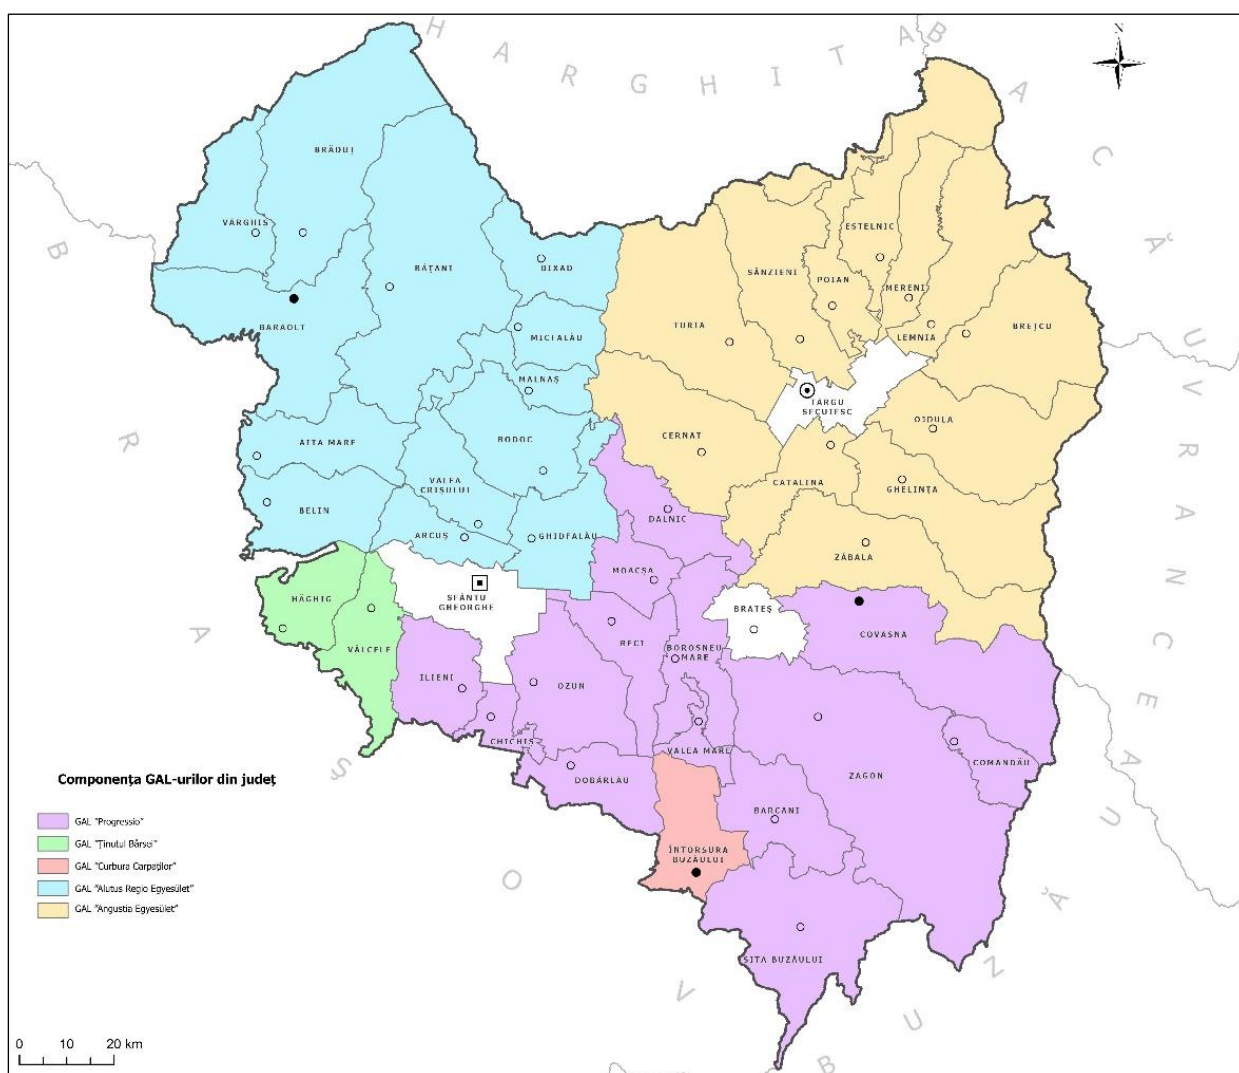 HARGHITA
BACĂU
N
BRAȘOV
VRANCEA
BUZĂU
BRĂDUȚ
VÂRGHIȘ
BĂȚANI
BIXAD
BARAOLT
MICFALĂU
MALNAȘ
AITA MARE
BODOC
BELIN
VALEA
CRIȘULUI
ARCUȘ
GHIDFALĂU
ESTELNIC
SÂNZIENI
POIAN
MERENI
TURIA
LEMNIA
BREȚCU
TÂRGU
SECUIESC
OJDULA
CERNAT
CATALINA
GHELINȚA
DALNIC
ZĂBALA
MOACȘA
SFÂNTU
GHEORGHE
HĂGHIG
VÂLCELE
BRATEȘ
COVASNA
RECI
BOROȘNEU
MARE
ILIENI
OZUN
CHICHIȘ
VALEA MARE
ZAGON
COMANDĂU
DOBÂRLĂU
BARCANI
ÎNTORSURA
BUZĂULUI
SITA BUZĂULUI
Componența GAL-urilor din județ
GAL "Progressio"
GAL "Ținutul Bârsei"
GAL "Curbura Carpaților"
GAL "Alutus Regio Egyesület"
GAL "Angustia Egyesület"
0 10 20 km